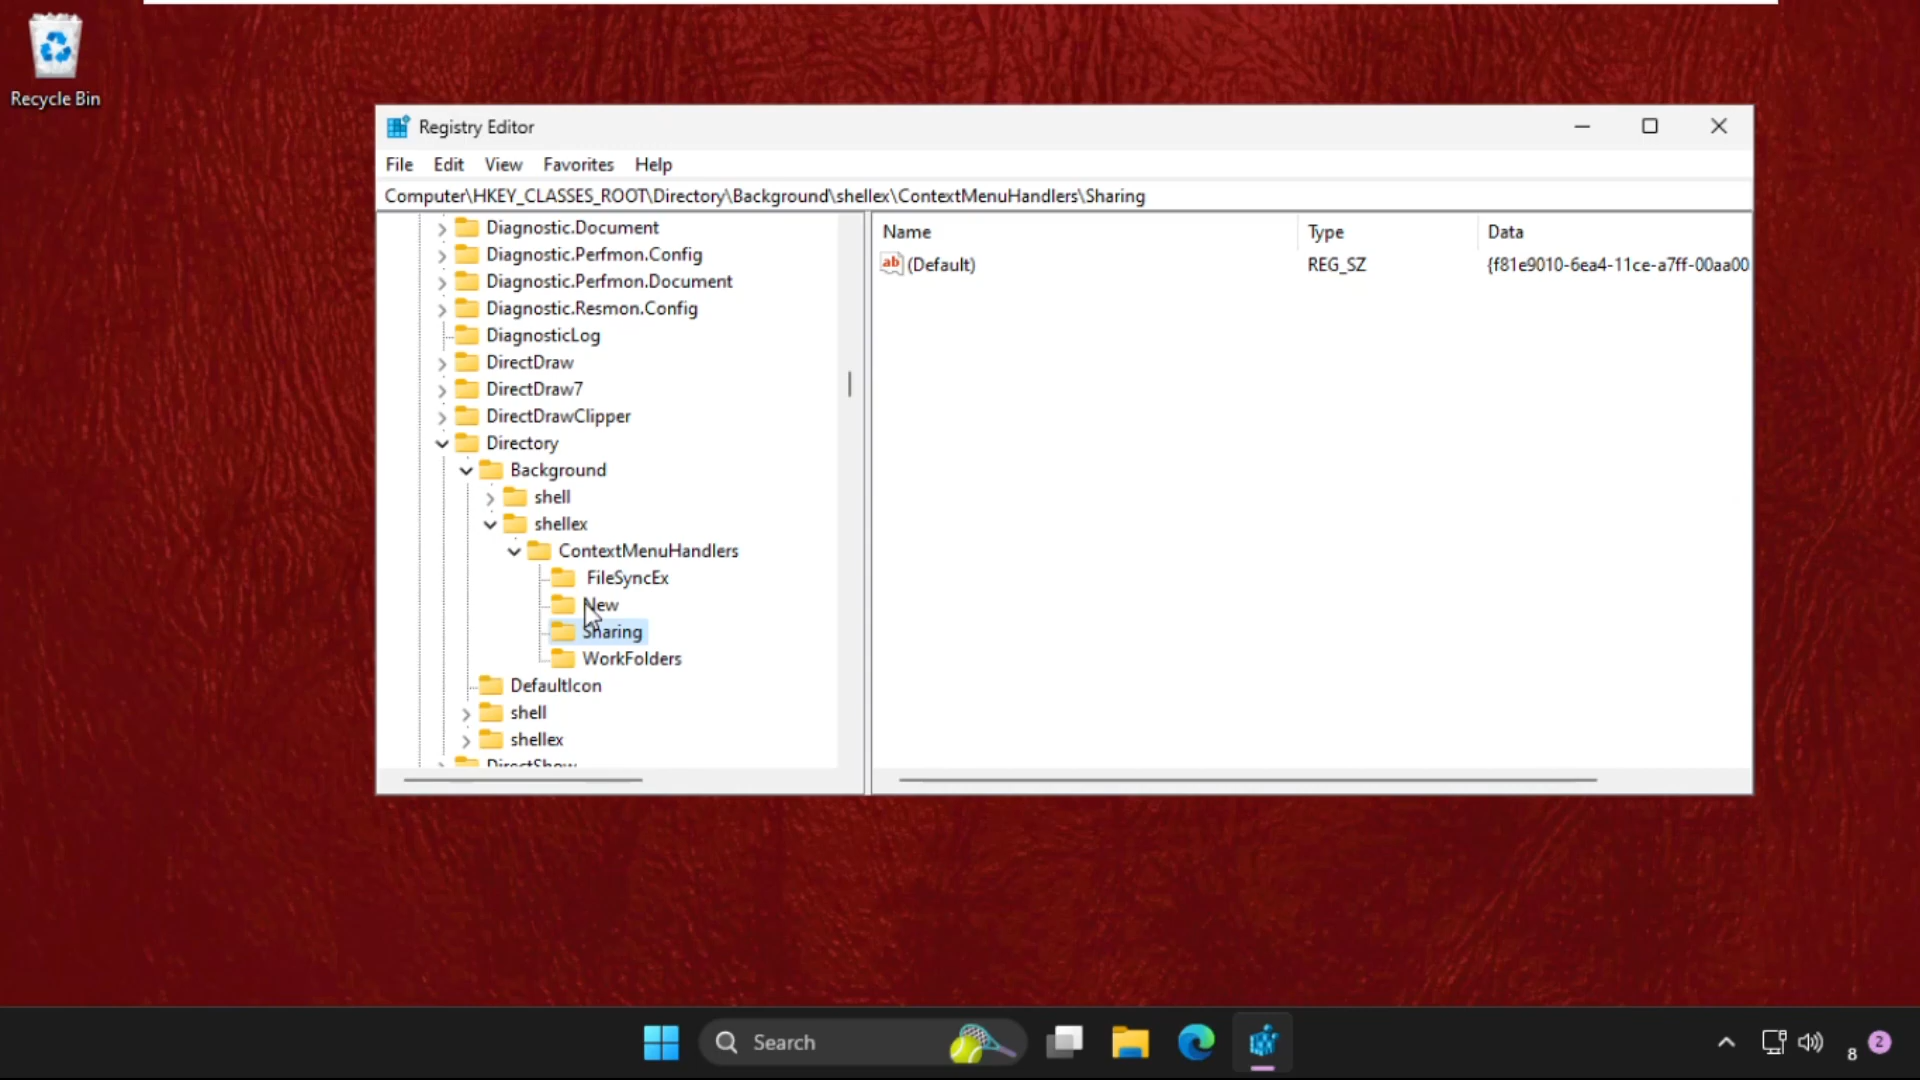 Recycle Bin
Registry Editor
File Edit View Favorites Help
Computer\HKEY_CLASSES_ROOT\Directory\Background\shellex\ContextMenuHandlers\Sharing
Diagnostic.Document
Diagnostic.Perfmon.Config
Diagnostic.Perfmon.Document
Diagnostic.Resmon.Config
DiagnosticLog
DirectDraw
DirectDraw7
DirectDrawClipper
Directory
Background
shell
shellex
ContextMenuHandlers
FileSyncEx
New
Sharing
WorkFolders
DefaultIcon
shell
shellex
DirectShow
Name Type Data
ab (Default) REG_SZ {f81e9010-6ea4-11ce-a7ff-00aa00
Search
8 2